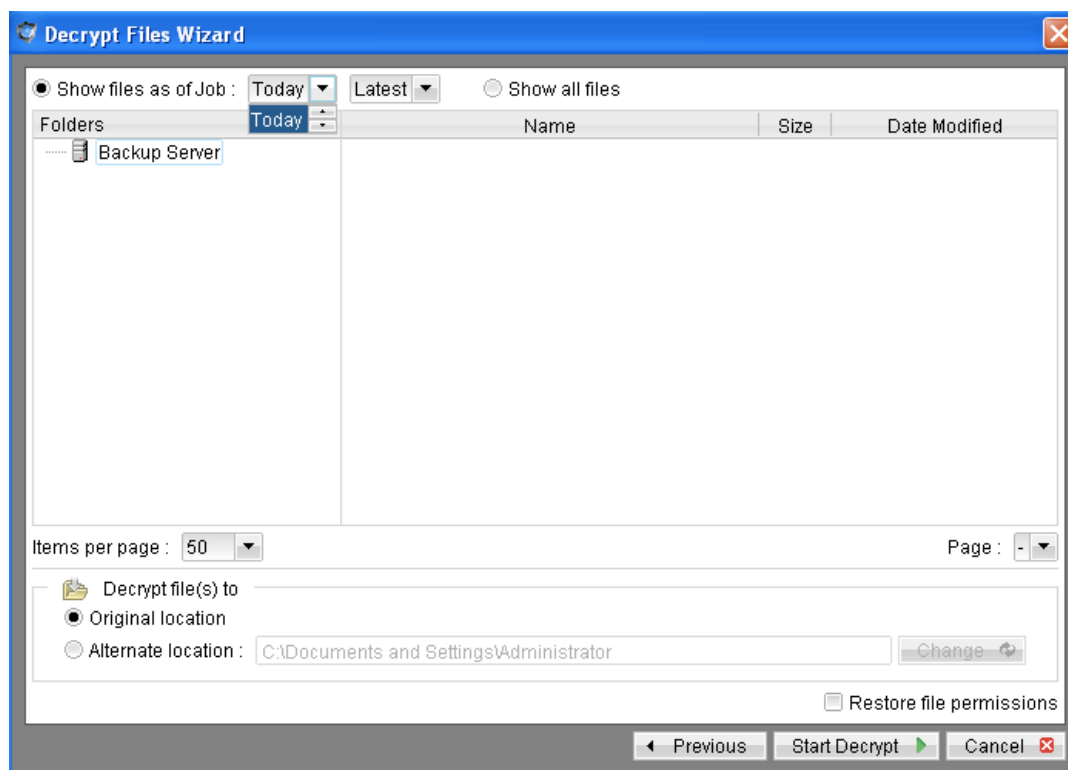 Decrypt Files Wizard
Show files as of Job : Today Latest Show all files
Today
Folders Name Size Date Modified
Backup Server
Items per page : 50 Page : -
Decrypt file(s) to
Original location
Alternate location : C:\Documents and Settings\Administrator Change
Restore file permissions
Previous Start Decrypt Cancel